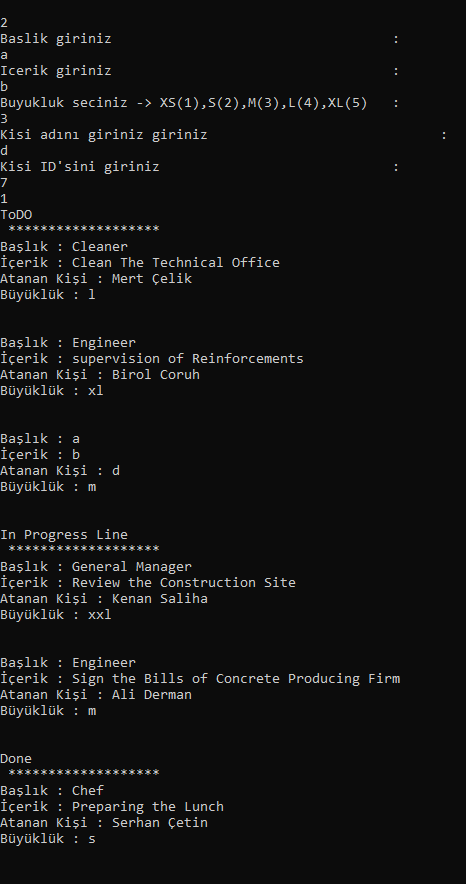 2
Baslik giriniz :
a
Icerik giriniz :
b
Buyukluk seciniz -> XS(1),S(2),M(3),L(4),XL(5) :
3
Kisi adını giriniz giriniz :
d
Kisi ID'sini giriniz :
7
1
ToDO
*******************
Başlık : Cleaner
İçerik : Clean The Technical Office
Atanan Kişi : Mert Çelik
Büyüklük : l
Başlık : Engineer
İçerik : supervision of Reinforcements
Atanan Kişi : Birol Coruh
Büyüklük : xl
Başlık : a
İçerik : b
Atanan Kişi : d
Büyüklük : m
In Progress Line
*******************
Başlık : General Manager
İçerik : Review the Construction Site
Atanan Kişi : Kenan Saliha
Büyüklük : xxl
Başlık : Engineer
İçerik : Sign the Bills of Concrete Producing Firm
Atanan Kişi : Ali Derman
Büyüklük : m
Done
*******************
Başlık : Chef
İçerik : Preparing the Lunch
Atanan Kişi : Serhan Çetin
Büyüklük : s